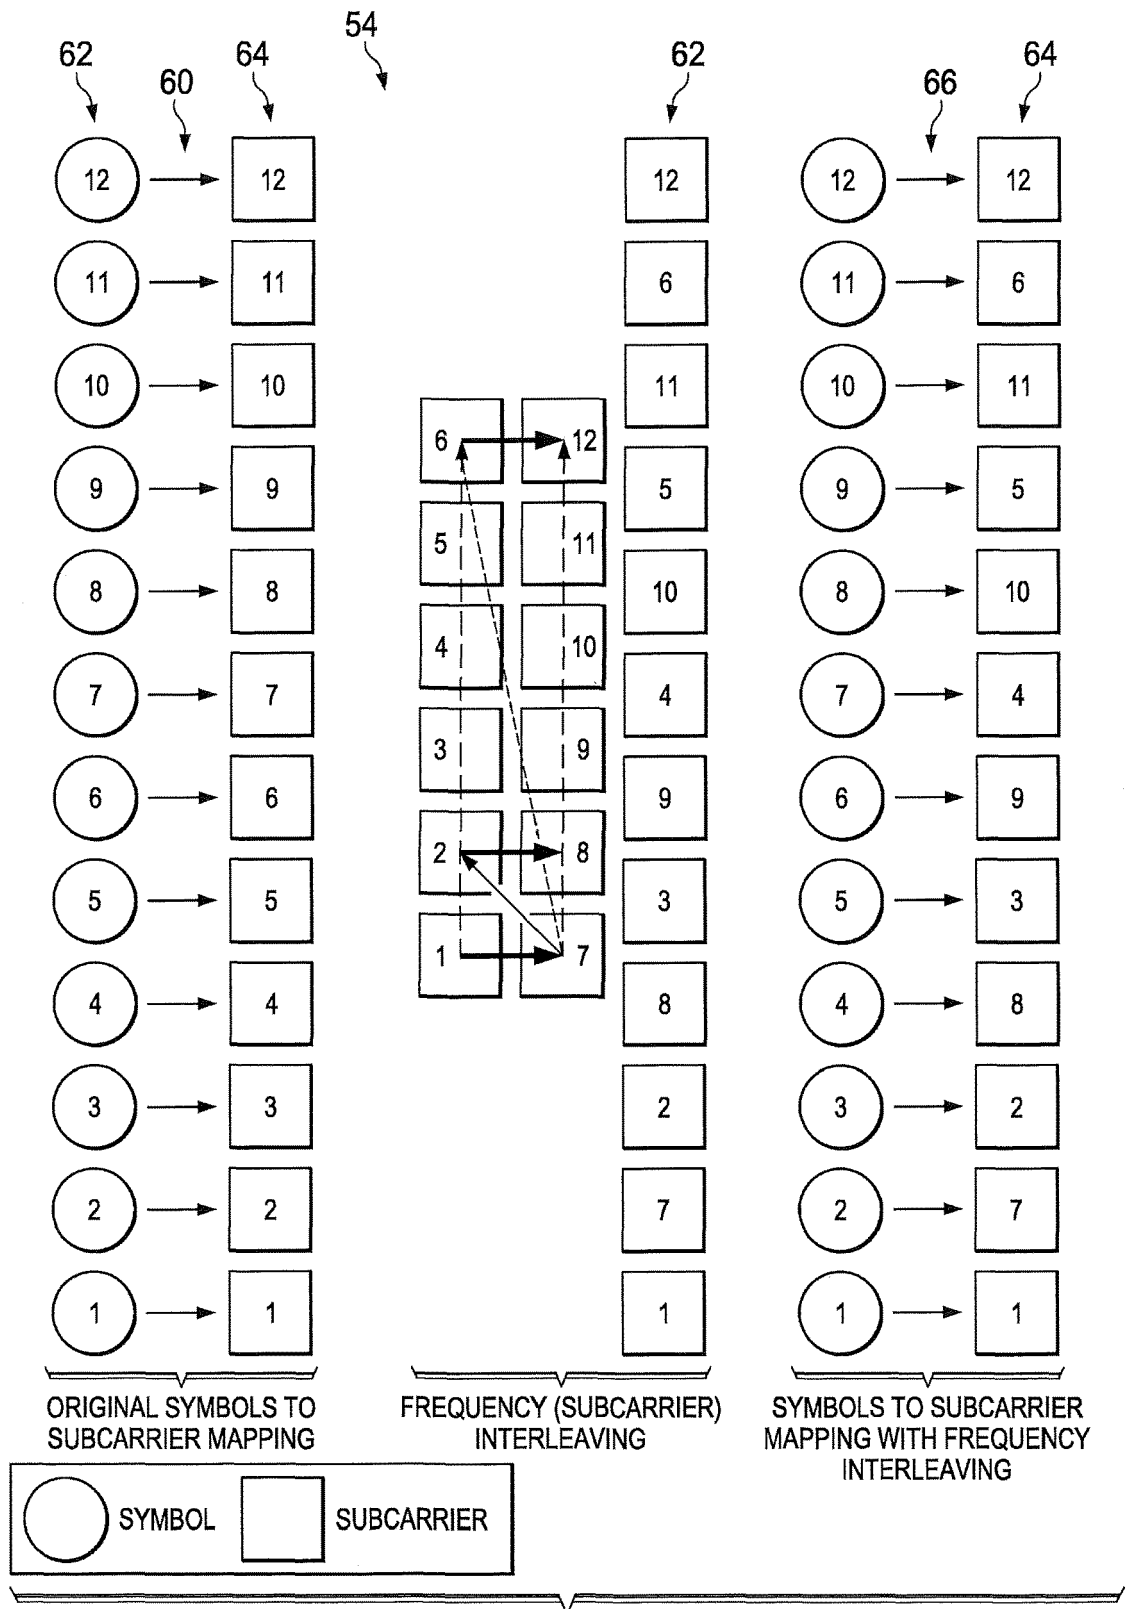 54
62 60 64 62 66 64
12 12 12 12 12
11 11 6 11 6
10 10 11 10 11
6 12
9 9 5 9 5
5 11
8 8 10 8 10
4 10
7 7 4 7 4
3 9
6 6 9 6 9
2 8
5 5 3 5 3
1 7
4 4 8 4 8
3 3 2 3 2
2 2 7 2 7
1 1 1 1 1
ORIGINAL SYMBOLS TO
SUBCARRIER MAPPING
FREQUENCY (SUBCARRIER)
INTERLEAVING
SYMBOLS TO SUBCARRIER
MAPPING WITH FREQUENCY
INTERLEAVING
SYMBOL SUBCARRIER